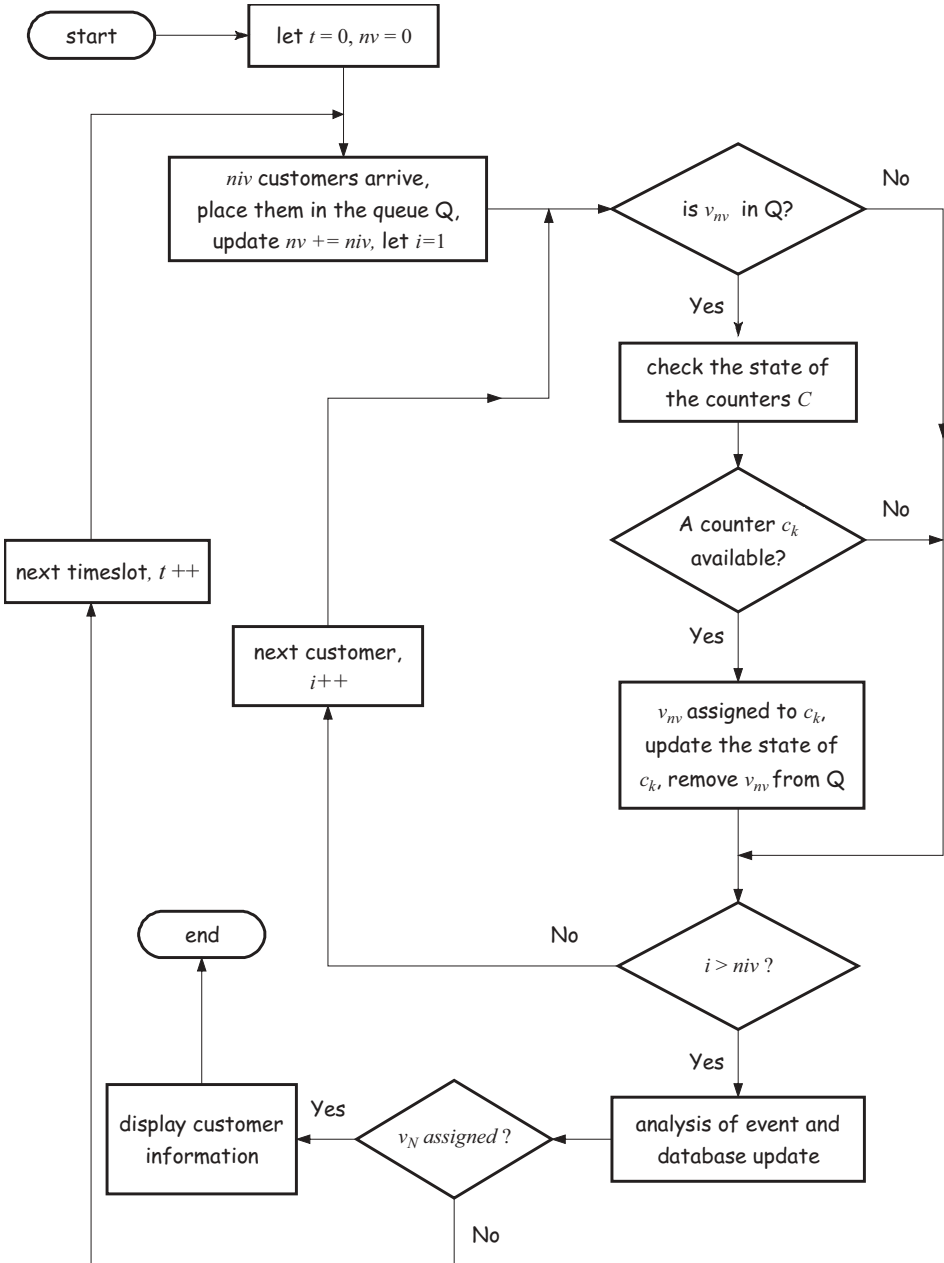 start
let t = 0, nv = 0
niv customers arrive,
place them in the queue Q,
update nv += niv, let i=1
is v_nv in Q?
No
Yes
check the state of
the counters C
A counter c_k
available?
No
Yes
next timeslot, t ++
next customer,
i++
v_nv assigned to c_k,
update the state of
c_k, remove v_nv from Q
end
No
i > niv ?
Yes
display customer
information
Yes
v_N assigned ?
analysis of event and
database update
No